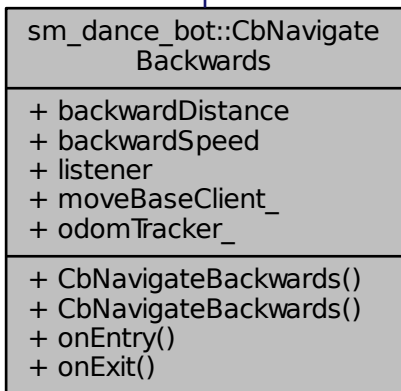 sm_dance_bot::CbNavigate
Backwards
+ backwardDistance
+ backwardSpeed
+ listener
+ moveBaseClient_
+ odomTracker_
+ CbNavigateBackwards()
+ CbNavigateBackwards()
+ onEntry()
+ onExit()